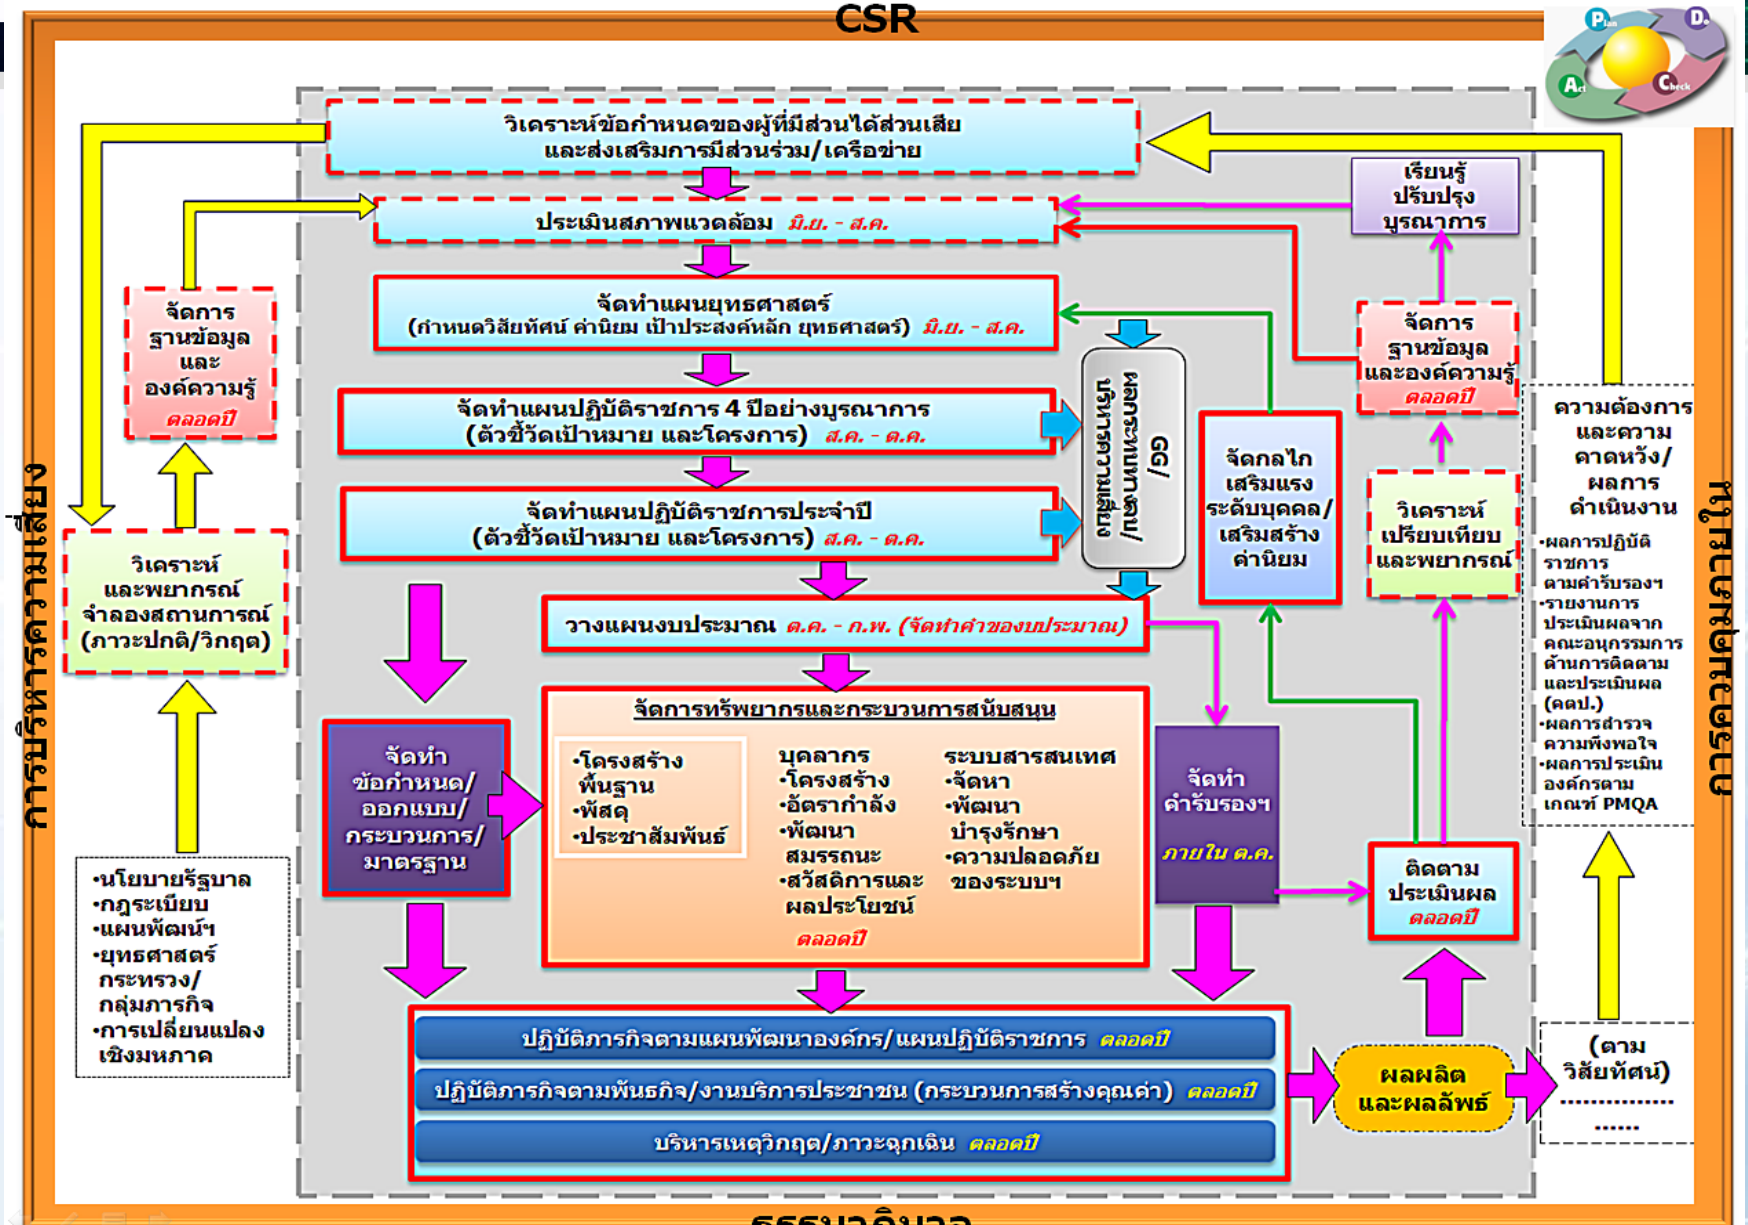 CSR
Plan
Do
Check
Act
วิเคราะห์ข้อกำหนดของผู้ที่มีส่วนได้ส่วนเสีย
และส่งเสริมการมีส่วนร่วม/เครือข่าย
ประเมินสภาพแวดล้อม มิ.ย. - ส.ค.
จัดทำแผนยุทธศาสตร์
(กำหนดวิสัยทัศน์ ค่านิยม เป้าประสงค์หลัก ยุทธศาสตร์) มิ.ย. - ส.ค.
จัดทำแผนปฏิบัติราชการ 4 ปีอย่างบูรณาการ
(ตัวชี้วัดเป้าหมาย และโครงการ) ส.ค. - ต.ค.
จัดทำแผนปฏิบัติราชการประจำปี
(ตัวชี้วัดเป้าหมาย และโครงการ) ส.ค. - ต.ค.
ผลกระทบทางลบ/
GG/
บริหารความเสี่ยง
วางแผนงบประมาณ ต.ค. - ก.พ. (จัดทำคำของบประมาณ)
จัดการทรัพยากรและกระบวนการสนับสนุน
•โครงสร้าง
พื้นฐาน
•พัสดุ
•ประชาสัมพันธ์
บุคลากร
•โครงสร้าง
•อัตรากำลัง
•พัฒนา
สมรรถนะ
•สวัสดิการและ
ผลประโยชน์
ตลอดปี
ระบบสารสนเทศ
•จัดหา
•พัฒนา
บำรุงรักษา
•ความปลอดภัย
ของระบบฯ
จัดทำ
ข้อกำหนด/
ออกแบบ/
กระบวนการ/
มาตรฐาน
จัดทำ
คำรับรองฯ
ภายใน ต.ค.
ปฏิบัติภารกิจตามแผนพัฒนาองค์กร/แผนปฏิบัติราชการ ตลอดปี
ปฏิบัติภารกิจตามพันธกิจ/งานบริการประชาชน (กระบวนการสร้างคุณค่า) ตลอดปี
บริหารเหตุวิกฤต/ภาวะฉุกเฉิน ตลอดปี
ผลผลิต
และผลลัพธ์
(ตาม
วิสัยทัศน์)
...............
......
ติดตาม
ประเมินผล
ตลอดปี
จัดกลไก
เสริมแรง
ระดับบุคคล/
เสริมสร้าง
ค่านิยม
วิเคราะห์
เปรียบเทียบ
และพยากรณ์
จัดการ
ฐานข้อมูล
และองค์ความรู้
ตลอดปี
เรียนรู้
ปรับปรุง
บูรณาการ
ความต้องการ
และความ
คาดหวัง/
ผลการ
ดำเนินงาน
•ผลการปฏิบัติ
ราชการ
ตามคำรับรองฯ
•รายงานการ
ประเมินผลจาก
คณะอนุกรรมการ
ด้านการติดตาม
และประเมินผล
(คตป.)
•ผลการสำรวจ
ความพึงพอใจ
•ผลการประเมิน
องค์กรตาม
เกณฑ์ PMQA
จัดการ
ฐานข้อมูล
และ
องค์ความรู้
ตลอดปี
วิเคราะห์
และพยากรณ์
จำลองสถานการณ์
(ภาวะปกติ/วิกฤต)
•นโยบายรัฐบาล
•กฎระเบียบ
•แผนพัฒน์ฯ
•ยุทธศาสตร์
กระทรวง/
กลุ่มภารกิจ
•การเปลี่ยนแปลง
เชิงมหภาค
การบริหารความเสี่ยง
การควบคุมภายใน
ธรรมาภิบาล